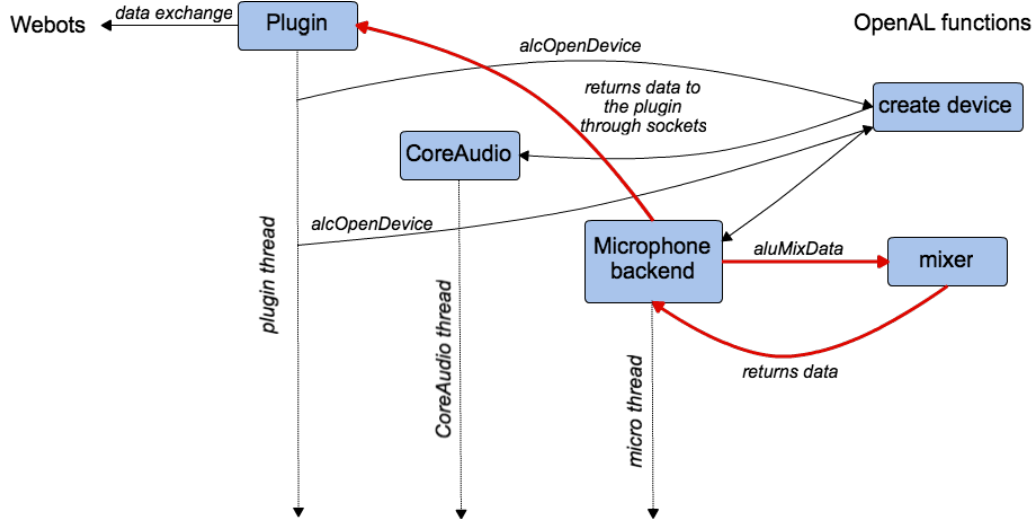 Webots
data exchange
Plugin
OpenAL functions
alcOpenDevice
returns data to
the plugin
through sockets
create device
CoreAudio
alcOpenDevice
Microphone
backend
aluMixData
mixer
plugin thread
CoreAudio thread
micro thread
returns data